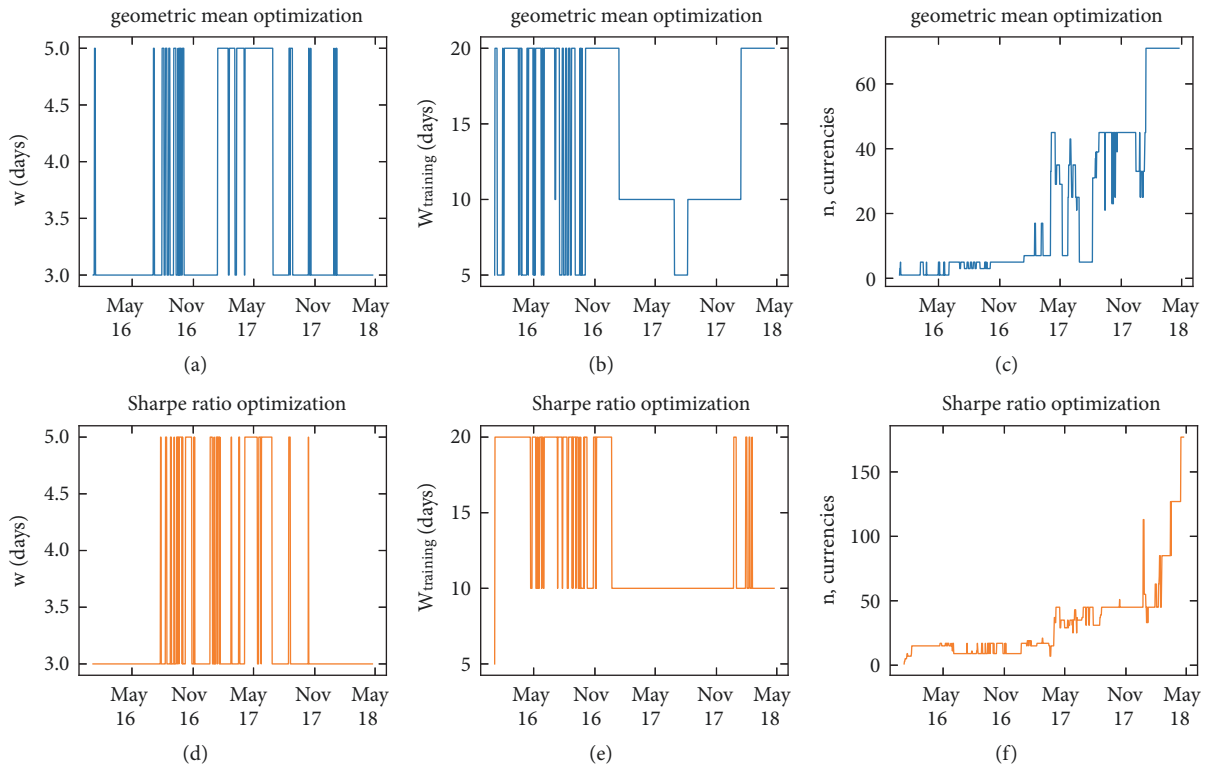 geometric mean optimization
w (days)
5.0
4.5
4.0
3.5
3.0
May Nov May Nov May
16 16 17 17 18
(a)
geometric mean optimization
Wtraining (days)
20
15
10
5
May Nov May Nov May
16 16 17 17 18
(b)
geometric mean optimization
n, currencies
60
40
20
0
May Nov May Nov May
16 16 17 17 18
(c)
Sharpe ratio optimization
w (days)
5.0
4.5
4.0
3.5
3.0
May Nov May Nov May
16 16 17 17 18
(d)
Sharpe ratio optimization
Wtraining (days)
20
15
10
5
May Nov May Nov May
16 16 17 17 18
(e)
Sharpe ratio optimization
n, currencies
150
100
50
0
May Nov May Nov May
16 16 17 17 18
(f)